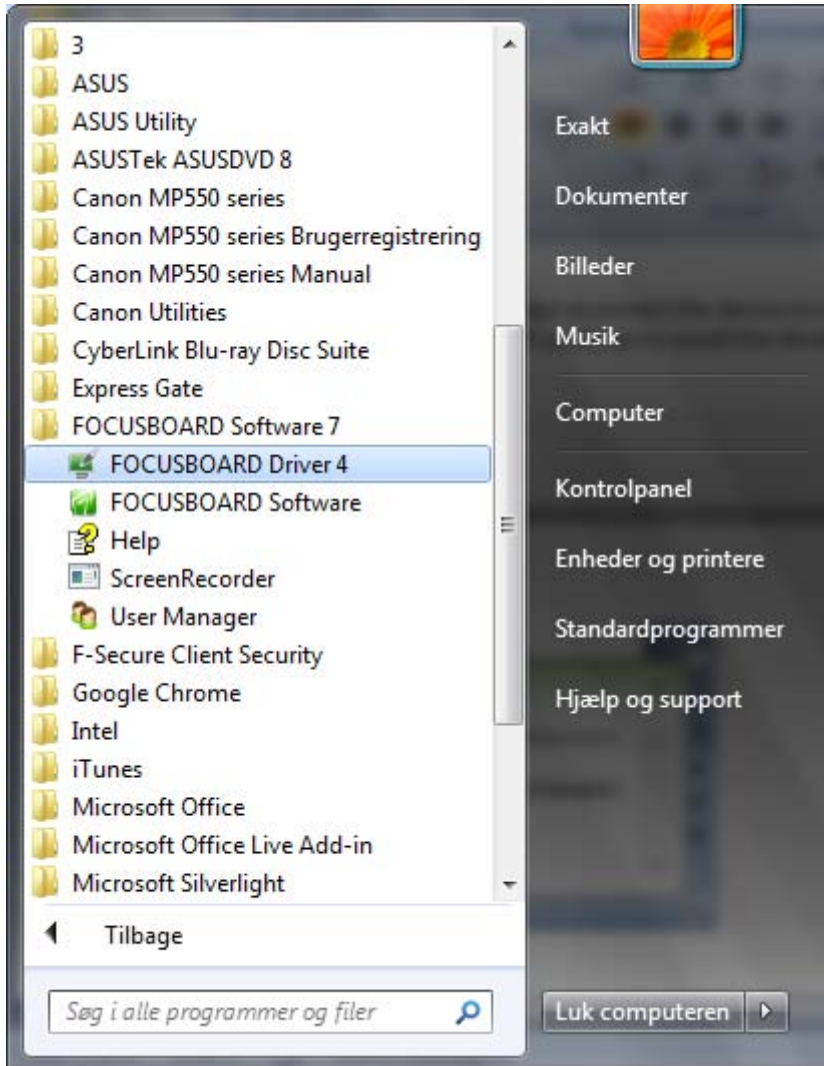 3
ASUS
ASUS Utility
ASUSTek ASUSDVD 8
Canon MP550 series
Canon MP550 series Brugerregistrering
Canon MP550 series Manual
Canon Utilities
CyberLink Blu-ray Disc Suite
Express Gate
FOCUSBOARD Software 7
FOCUSBOARD Driver 4
FOCUSBOARD Software
Help
ScreenRecorder
User Manager
F-Secure Client Security
Google Chrome
Intel
iTunes
Microsoft Office
Microsoft Office Live Add-in
Microsoft Silverlight
Tilbage
Søg i alle programmer og filer
Exakt
Dokumenter
Billeder
Musik
Computer
Kontrolpanel
Enheder og printere
Standardprogrammer
Hjælp og support
Luk computeren